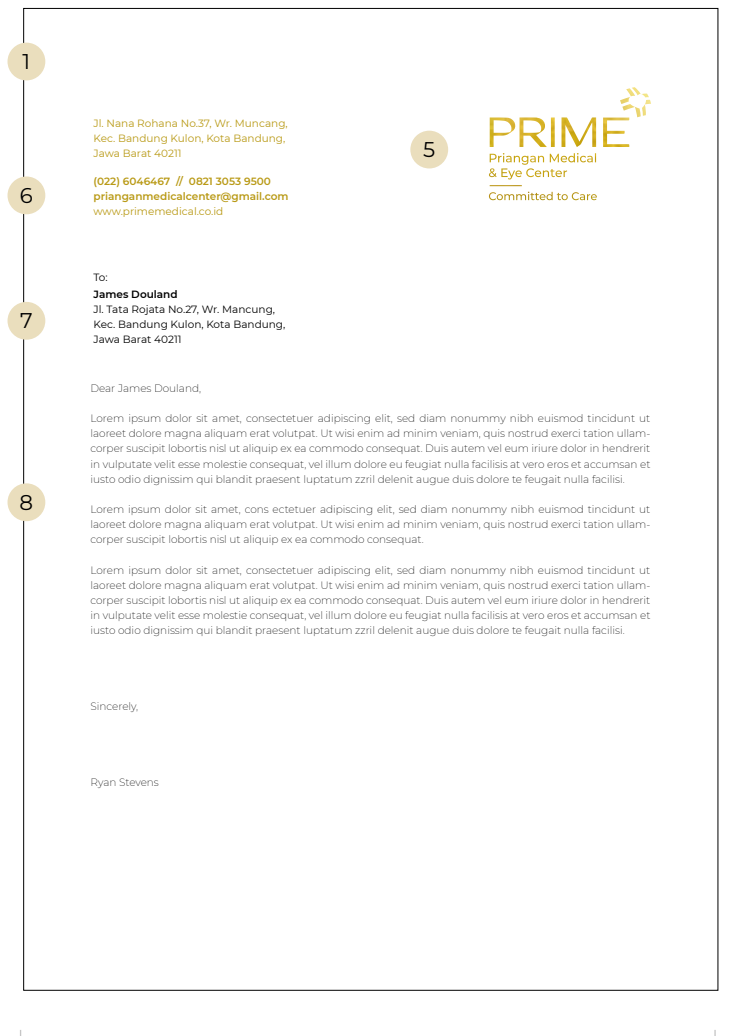 1
Jl. Nana Rohana No.37, Wr. Muncang,
Kec. Bandung Kulon, Kota Bandung,
Jawa Barat 40211
6
(022) 6046467 // 0821 3053 9500
prianganmedicalcenter@gmail.com
www.primemedical.co.id
5
PRIME
Priangan Medical
& Eye Center
Committed to Care
7
To:
James Douland
Jl. Tata Rojata No.27, Wr. Mancung,
Kec. Bandung Kulon, Kota Bandung,
Jawa Barat 40211
Dear James Douland,
Lorem ipsum dolor sit amet, consectetuer adipiscing elit, sed diam nonummy nibh euismod tincidunt ut
laoreet dolore magna aliquam erat volutpat. Ut wisi enim ad minim veniam, quis nostrud exerci tation ullam-
corper suscipit lobortis nisl ut aliquip ex ea commodo consequat. Duis autem vel eum iriure dolor in hendrerit
in vulputate velit esse molestie consequat, vel illum dolore eu feugiat nulla facilisis at vero eros et accumsan et
iusto odio dignissim qui blandit praesent luptatum zzril delenit augue duis dolore te feugait nulla facilisi.
8
Lorem ipsum dolor sit amet, cons ectetuer adipiscing elit, sed diam nonummy nibh euismod tincidunt ut
laoreet dolore magna aliquam erat volutpat. Ut wisi enim ad minim veniam, quis nostrud exerci tation ullam-
corper suscipit lobortis nisl ut aliquip ex ea commodo consequat.
Lorem ipsum dolor sit amet, consectetuer adipiscing elit, sed diam nonummy nibh euismod tincidunt ut
laoreet dolore magna aliquam erat volutpat. Ut wisi enim ad minim veniam, quis nostrud exerci tation ullam-
corper suscipit lobortis nisl ut aliquip ex ea commodo consequat. Duis autem vel eum iriure dolor in hendrerit
in vulputate velit esse molestie consequat, vel illum dolore eu feugiat nulla facilisis at vero eros et accumsan et
iusto odio dignissim qui blandit praesent luptatum zzril delenit augue duis dolore te feugait nulla facilisi.
Sincerely,
Ryan Stevens